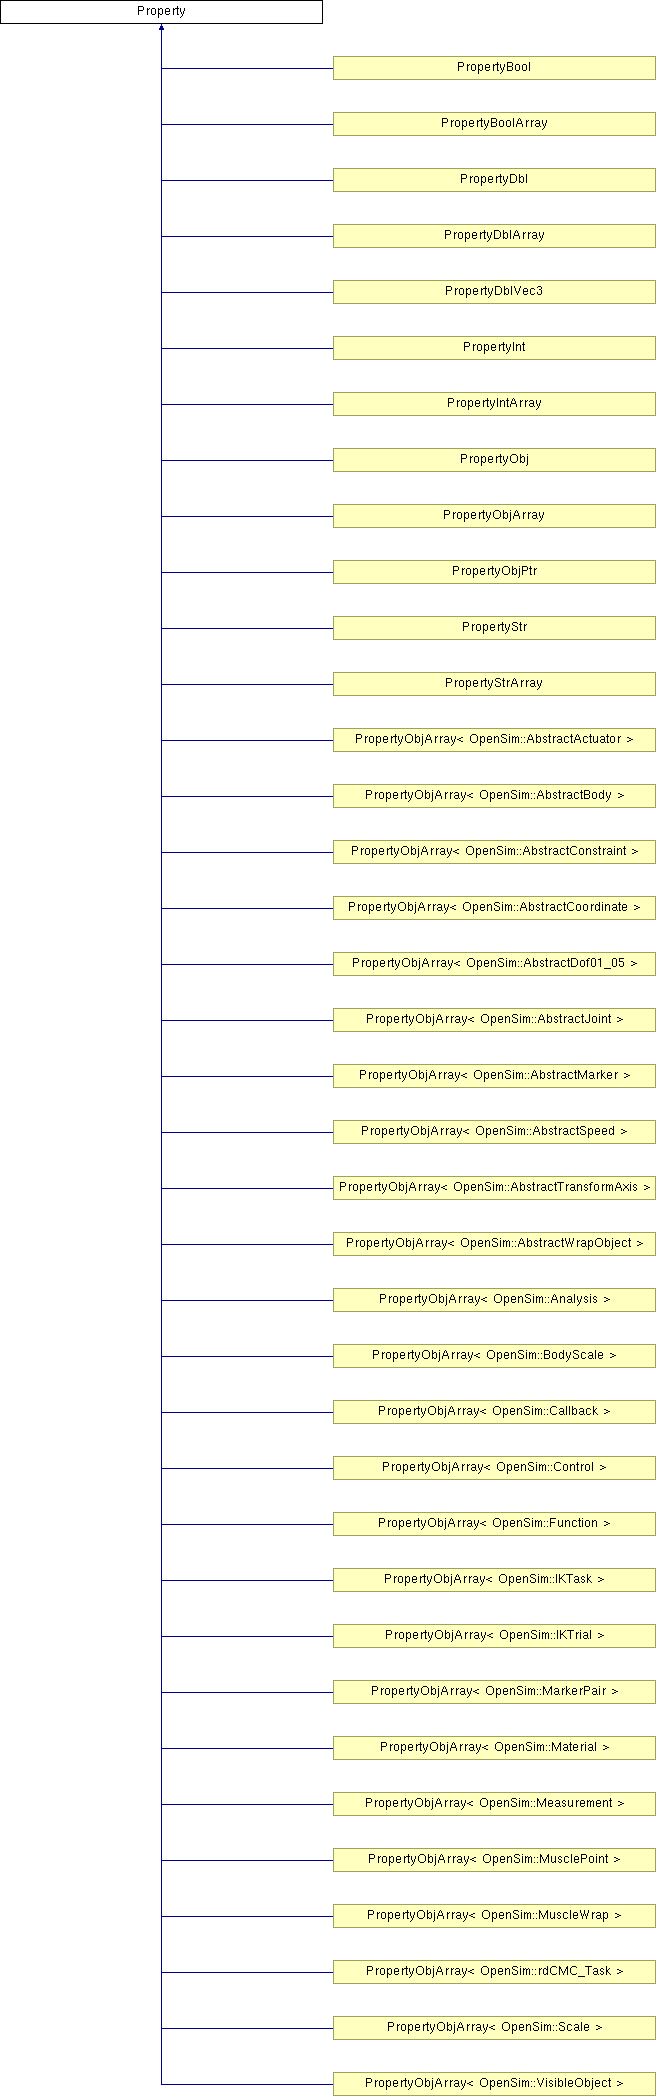 Property
PropertyBool
PropertyBoolArray
PropertyDbl
PropertyDblArray
PropertyDblVec3
PropertyInt
PropertyIntArray
PropertyObj
PropertyObjArray
PropertyObjPtr
PropertyStr
PropertyStrArray
PropertyObjArray< OpenSim::AbstractActuator >
PropertyObjArray< OpenSim::AbstractBody >
PropertyObjArray< OpenSim::AbstractConstraint >
PropertyObjArray< OpenSim::AbstractCoordinate >
PropertyObjArray< OpenSim::AbstractDof01_05 >
PropertyObjArray< OpenSim::AbstractJoint >
PropertyObjArray< OpenSim::AbstractMarker >
PropertyObjArray< OpenSim::AbstractSpeed >
PropertyObjArray< OpenSim::AbstractTransformAxis >
PropertyObjArray< OpenSim::AbstractWrapObject >
PropertyObjArray< OpenSim::Analysis >
PropertyObjArray< OpenSim::BodyScale >
PropertyObjArray< OpenSim::Callback >
PropertyObjArray< OpenSim::Control >
PropertyObjArray< OpenSim::Function >
PropertyObjArray< OpenSim::IKTask >
PropertyObjArray< OpenSim::IKTrial >
PropertyObjArray< OpenSim::MarkerPair >
PropertyObjArray< OpenSim::Material >
PropertyObjArray< OpenSim::Measurement >
PropertyObjArray< OpenSim::MusclePoint >
PropertyObjArray< OpenSim::MuscleWrap >
PropertyObjArray< OpenSim::rdCMC_Task >
PropertyObjArray< OpenSim::Scale >
PropertyObjArray< OpenSim::VisibleObject >